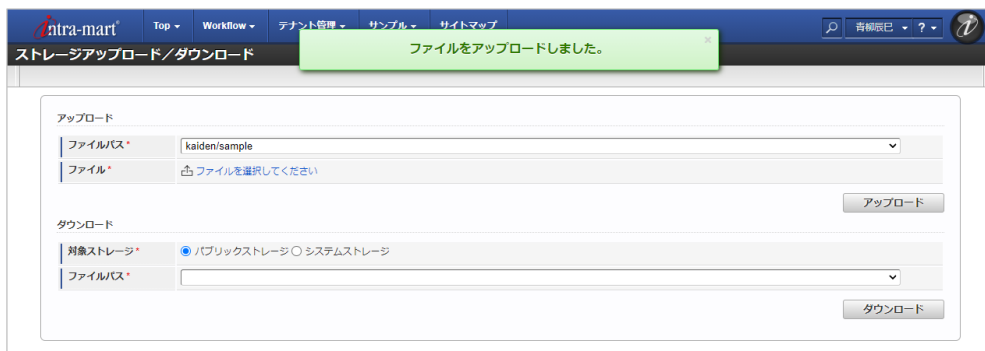 intra-mart Top Workflow テナント管理 サンプル サイトマップ 青柳辰巳 ?
ストレージアップロード/ダウンロード
ファイルをアップロードしました。 ×
アップロード
ファイルパス* kaiden/sample
ファイル* ファイルを選択してください
アップロード
ダウンロード
対象ストレージ* パブリックストレージ システムストレージ
ファイルパス*
ダウンロード